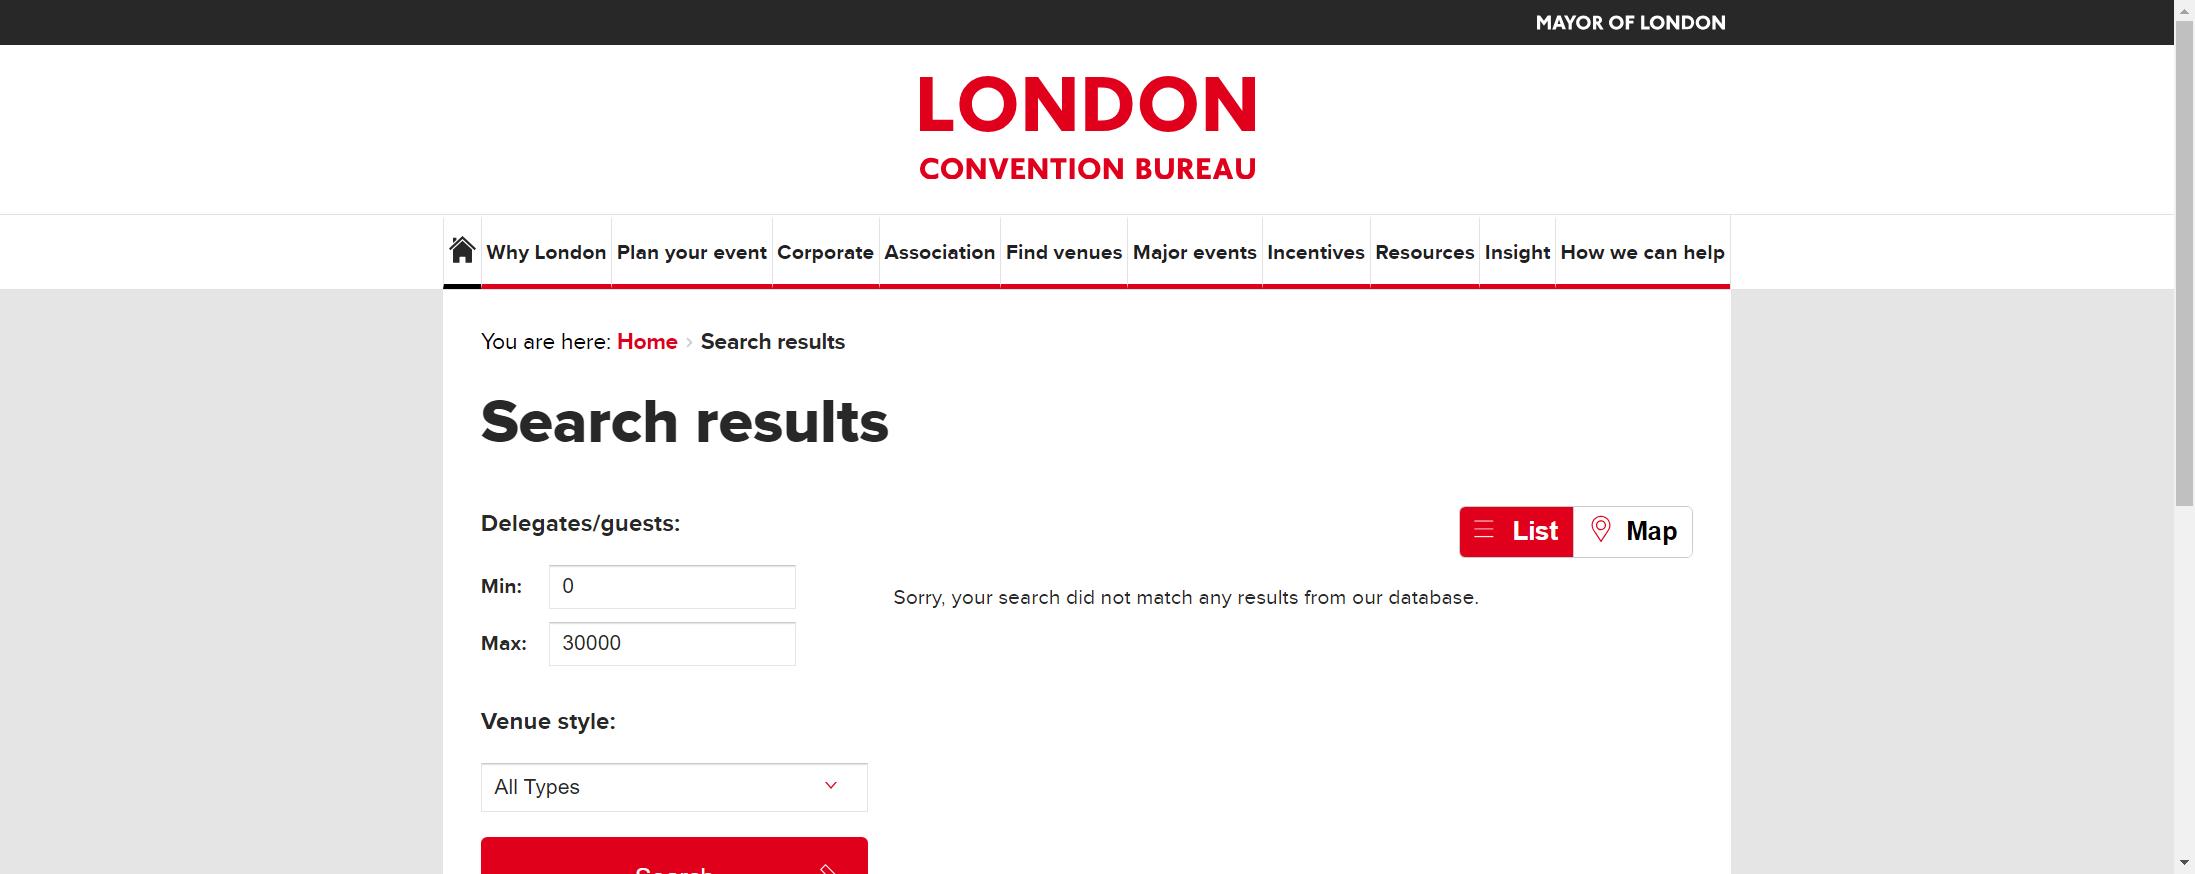 MAYOR OF LONDON
LONDON
CONVENTION BUREAU
Why London Plan your event Corporate Association Find venues Major events Incentives Resources Insight How we can help
You are here: Home › Search results
Search results
Delegates/guests:
List Map
Min: 0
Sorry, your search did not match any results from our database.
Max: 30000
Venue style:
All Types
Search